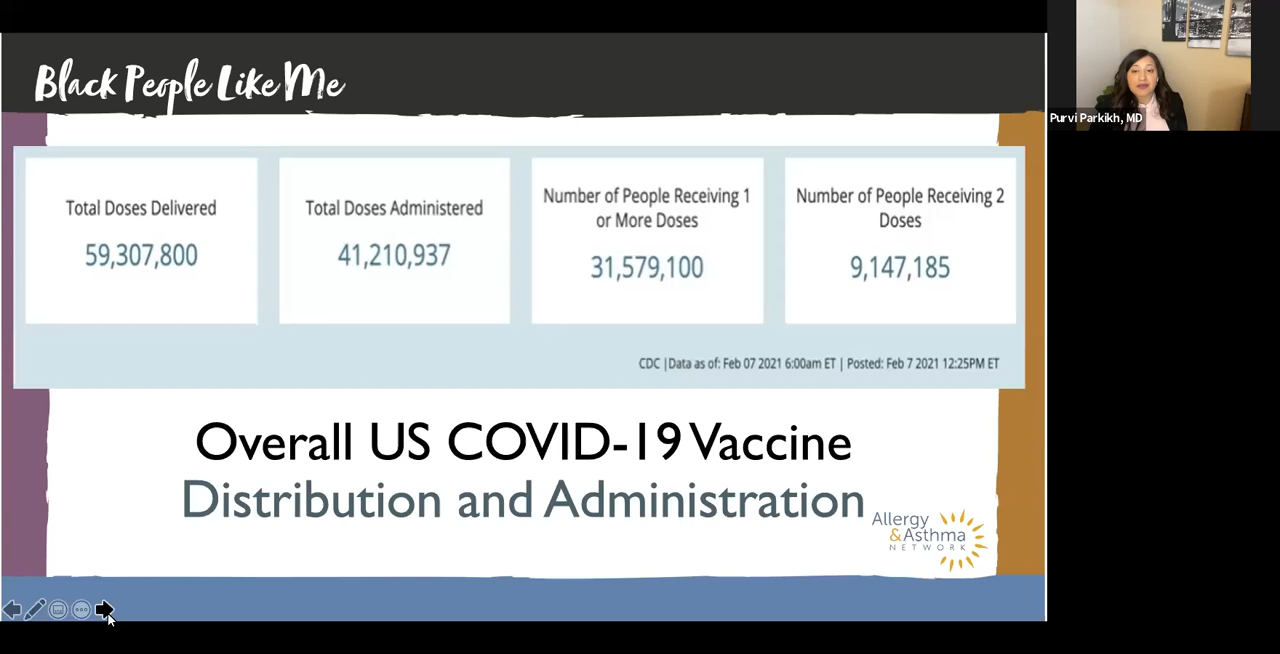 Black People Like Me
Purvi Parkikh, MD
Total Doses Delivered
59,307,800
Total Doses Administered
41,210,937
Number of People Receiving 1
or More Doses
31,579,100
Number of People Receiving 2
Doses
9,147,185
CDC |Data as of: Feb 07 2021 6:00am ET | Posted: Feb 7 2021 12:25PM ET
Overall US COVID-19 Vaccine
Distribution and Administration
Allergy
&Asthma
NETWORK